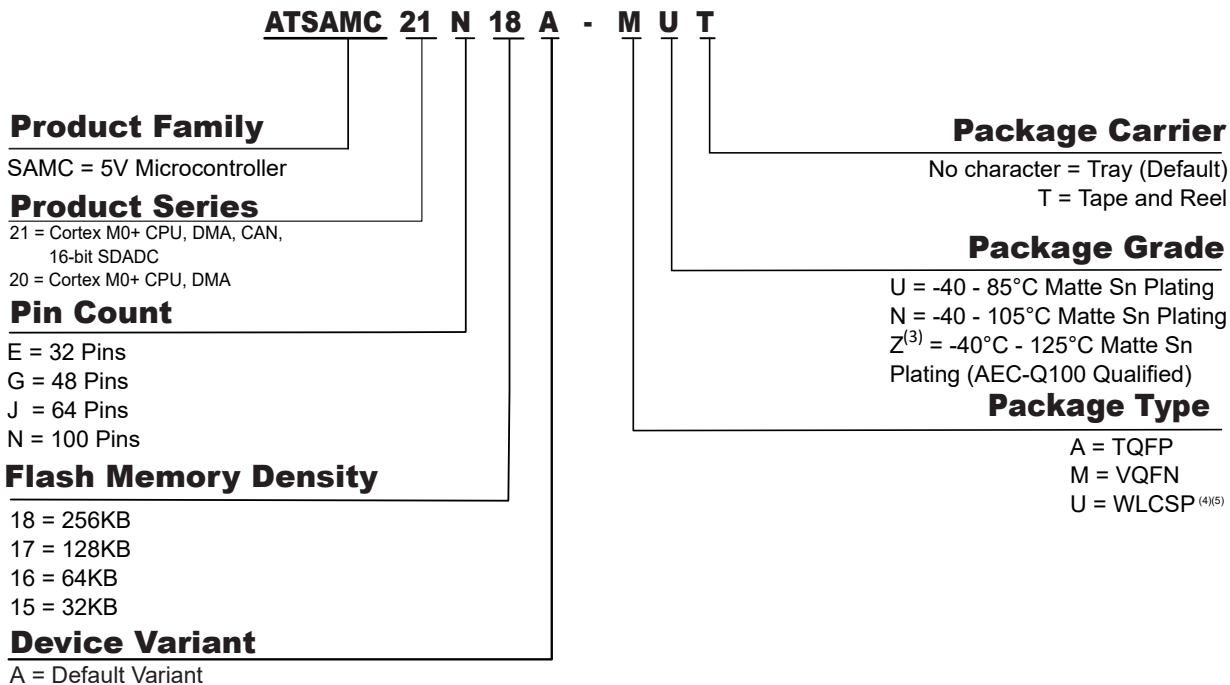 ATSAMC 21 N 18 A - M U T
Product Family
SAMC = 5V Microcontroller
Product Series
21 = Cortex M0+ CPU, DMA, CAN,
16-bit SDADC
20 = Cortex M0+ CPU, DMA
Pin Count
E = 32 Pins
G = 48 Pins
J = 64 Pins
N = 100 Pins
Flash Memory Density
18 = 256KB
17 = 128KB
16 = 64KB
15 = 32KB
Device Variant
A = Default Variant
Package Carrier
No character = Tray (Default)
T = Tape and Reel
Package Grade
U = -40 - 85°C Matte Sn Plating
N = -40 - 105°C Matte Sn Plating
Z(3) = -40°C - 125°C Matte Sn
Plating (AEC-Q100 Qualified)
Package Type
A = TQFP
M = VQFN
U = WLCSP (4)(5)